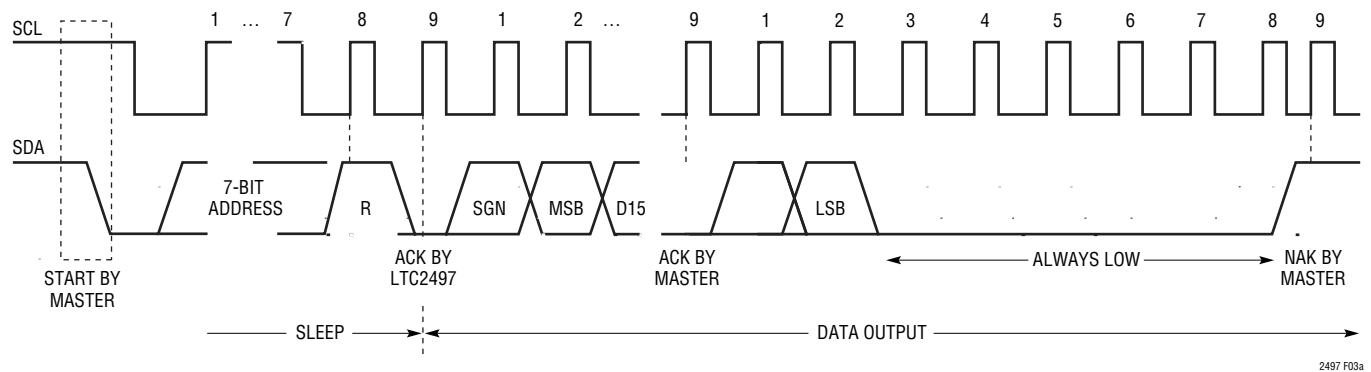 1 … 7 8 9 1 2 … 9 1 2 3 4 5 6 7 8 9
SCL
SDA
7-BIT
ADDRESS
R
SGN
MSB
D15
LSB
START BY
MASTER
ACK BY
LTC2497
ACK BY
MASTER
ALWAYS LOW
NAK BY
MASTER
SLEEP
DATA OUTPUT
2497 F03a